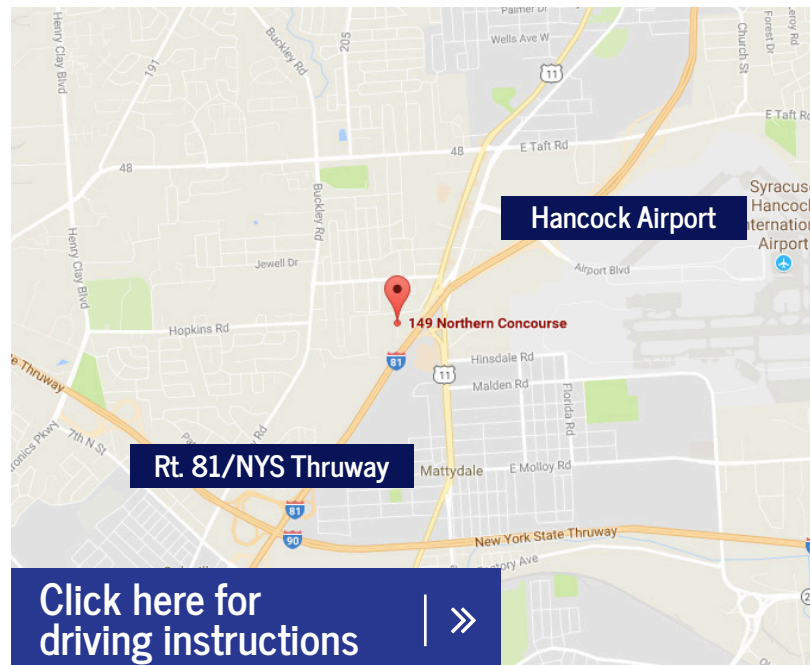 Palmer Dr
Henry Clay Blvd
Buckley Rd
205
Wells Ave W
Church St
Forest Dr
Leroy Rd
191
11
E Taft Rd
48
E Taft Rd
48
Buckley Rd
Syracuse
Hancock
International
Airport
Hancock Airport
Henry Clay Blvd
Jewell Dr
Airport Blvd
149 Northern Concourse
Hopkins Rd
81
11
Hinsdale Rd
Malden Rd
Florida Rd
Thruway
7th N St
Rt. 81/NYS Thruway
Mattydale
E Molloy Rd
81
90
New York State Thruway
Click here for
driving instructions